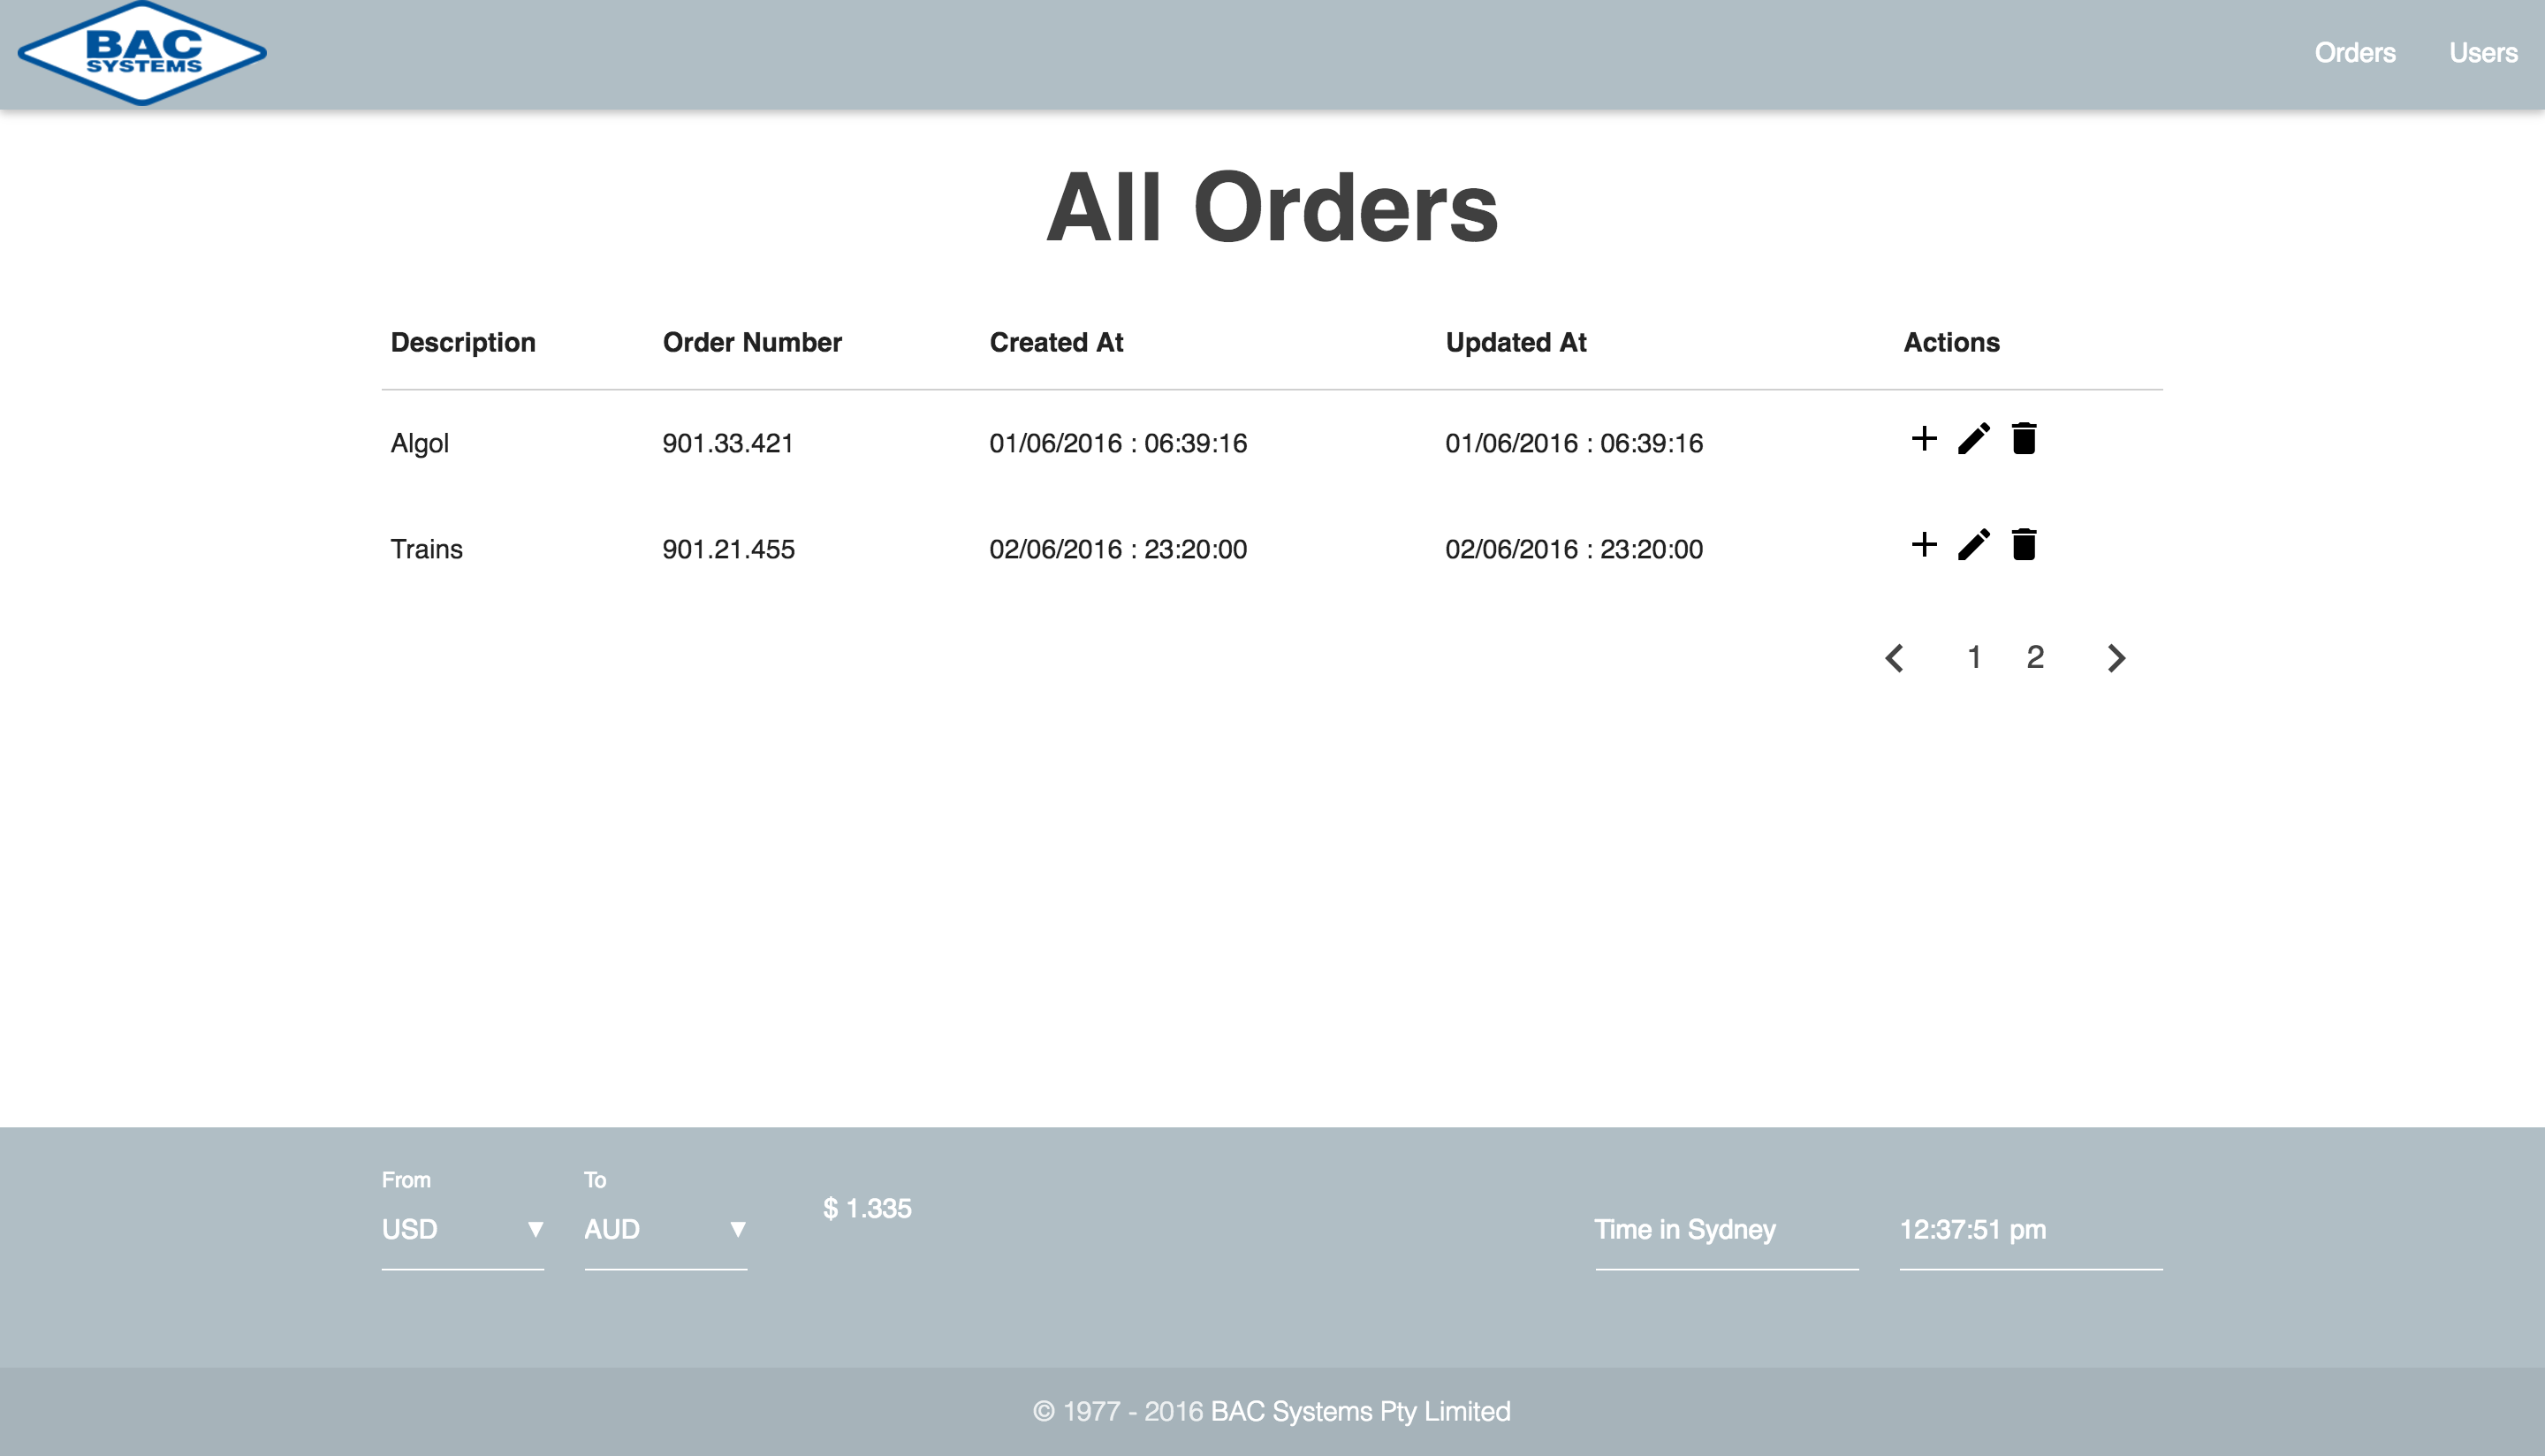 BAC
SYSTEMS
Orders Users
All Orders
Description Order Number Created At Updated At Actions
Algol 901.33.421 01/06/2016 : 06:39:16 01/06/2016 : 06:39:16
Trains 901.21.455 02/06/2016 : 23:20:00 02/06/2016 : 23:20:00
1 2
From To
$ 1.335
USD ▼ AUD ▼ Time in Sydney 12:37:51 pm
© 1977 - 2016 BAC Systems Pty Limited